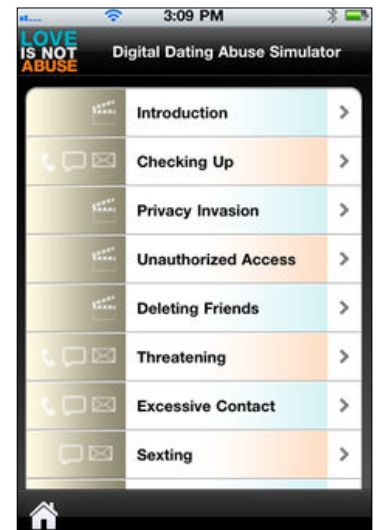 3:09 PM
LOVE
IS NOT
ABUSE
Digital Dating Abuse Simulator
Introduction
Checking Up
Privacy Invasion
Unauthorized Access
Deleting Friends
Threatening
Excessive Contact
Sexting